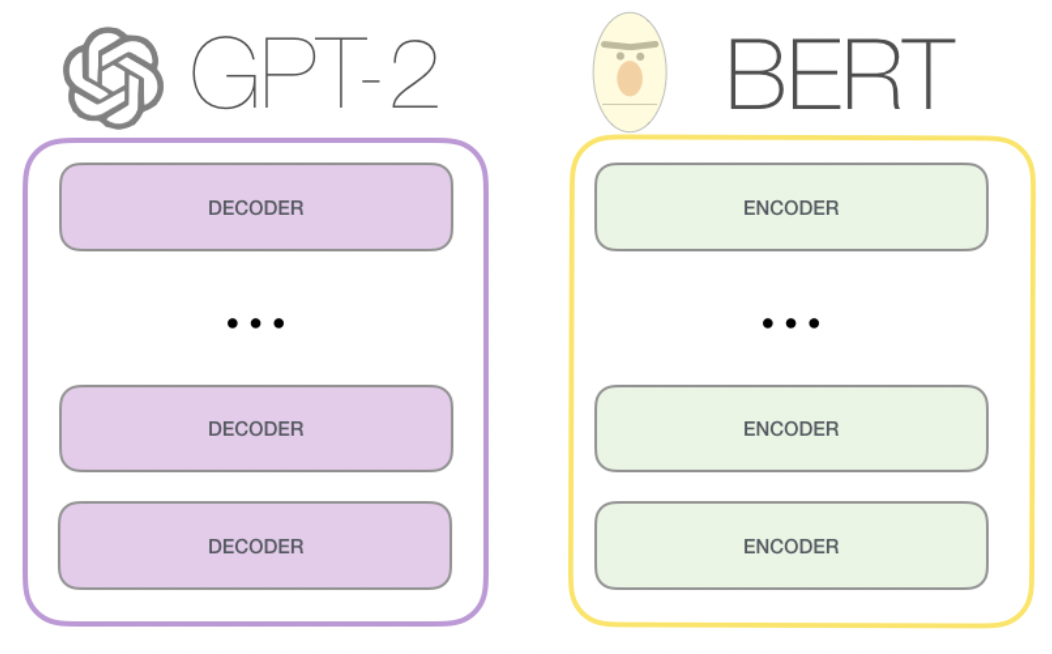 GPT-2
DECODER
...
DECODER
DECODER
BERT
ENCODER
...
ENCODER
ENCODER